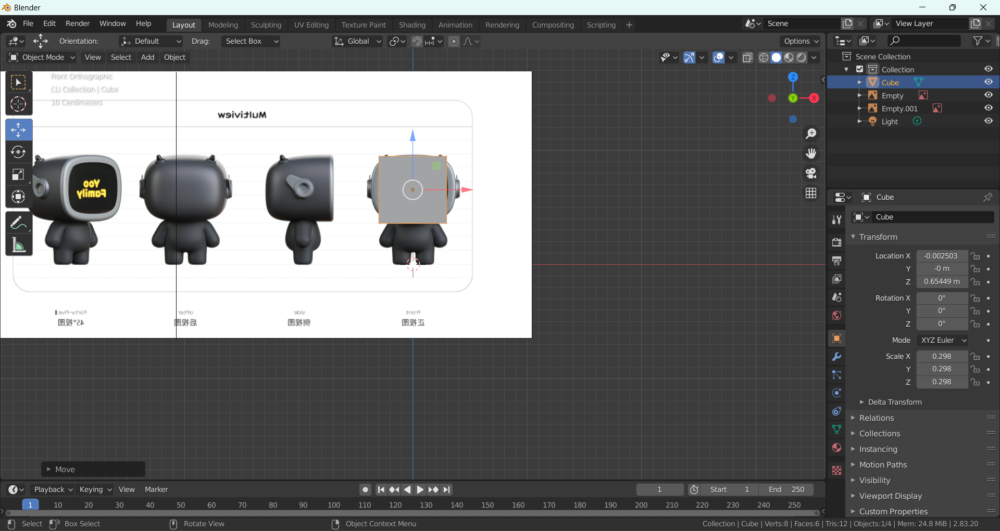 Blender
File Edit Render Window Help Layout Modeling Sculpting UV Editing Texture Paint Shading Animation Rendering Compositing Scripting + Scene View Layer
Orientation: Default Drag: Select Box Global Options
Object Mode View Select Add Object
Front Orthographic
(1) Collection | Cube
10 Centimeters
Multiview
Yoo
Family
forty-five
after
side
front
45°视图
后视图
侧视图
正视图
Z
Y
X
Move
Scene Collection
Collection
Cube
Empty
Empty.001
Light
Cube
Cube
Transform
Location X -0.002503
Y -0 m
Z 0.65449 m
Rotation X 0°
Y 0°
Z 0°
Mode XYZ Euler
Scale X 0.298
Y 0.298
Z 0.298
Delta Transform
Relations
Collections
Instancing
Motion Paths
Visibility
Viewport Display
Custom Properties
Playback Keying View Marker 1 Start 1 End 250
1 10 20 30 40 50 60 70 80 90 100 110 120 130 140 150 160 170 180 190 200 210 220 230 240 250
Select Box Select Rotate View Object Context Menu Collection | Cube | Verts:8 | Faces:6 | Tris:12 | Objects:1/4 | Mem: 24.8 MiB | 2.83.20